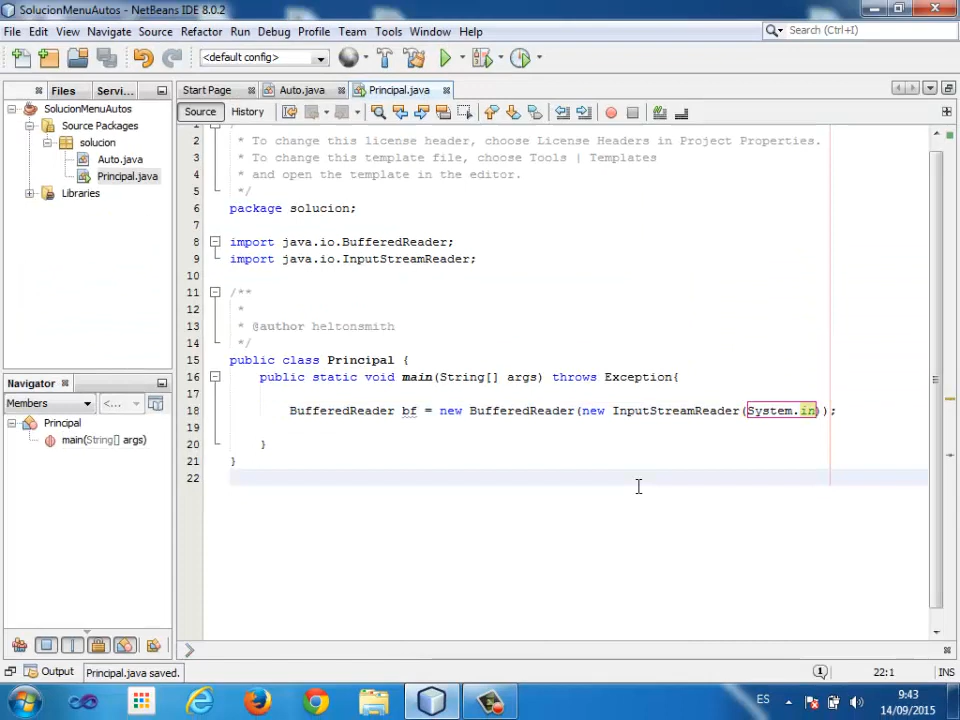 SolucionMenuAutos - NetBeans IDE 8.0.2
File Edit View Navigate Source Refactor Run Debug Profile Team Tools Window Help
Search (Ctrl+I)
<default config>
Files Servi...
Start Page Auto.java Principal.java
Source History
SolucionMenuAutos
Source Packages
solucion
Auto.java
Principal.java
Libraries
1 /*
2 * To change this license header, choose License Headers in Project Properties.
3 * To change this template file, choose Tools | Templates
4 * and open the template in the editor.
5 */
6 package solucion;
7
8 import java.io.BufferedReader;
9 import java.io.InputStreamReader;
10
11 /**
12 *
13 * @author heltonsmith
14 */
15 public class Principal {
16 public static void main(String[] args) throws Exception{
17
18 BufferedReader bf = new BufferedReader(new InputStreamReader(System.in));
19
20 }
21 }
22
Navigator
Members <...
Principal
main(String[] args)
Output
Principal.java saved.
1
22:1
INS
ES
9:43
14/09/2015